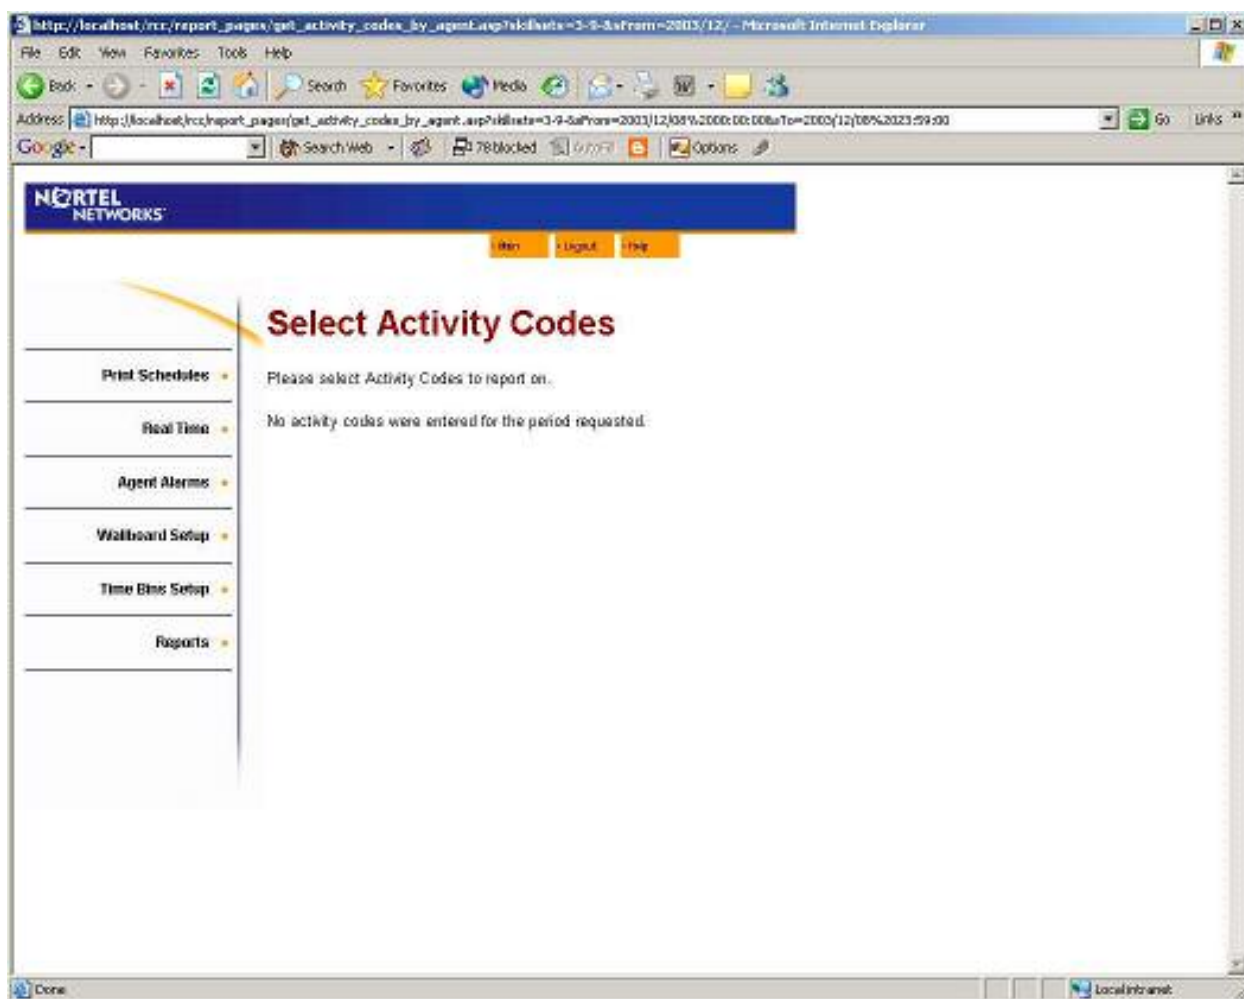 http://localhost/rcc/report_pages/get_activity_codes_by_agent.asp?skillsets=3-9-&sFrom=2003/12/ - Microsoft Internet Explorer
File Edit View Favorites Tools Help
Back Search Favorites Media
Address http://localhost/rcc/report_pages/get_activity_codes_by_agent.asp?skillsets=3-9-&sFrom=2003/12/08%2000:00:00&sTo=2003/12/08%2023:59:00 Go Links »
Google Search Web 78 blocked AutoFill Options
NORTEL
NETWORKS
Main Logout Help
Select Activity Codes
Print Schedules
Please select Activity Codes to report on.
Real Time
No activity codes were entered for the period requested.
Agent Alarms
Wallboard Setup
Time Bins Setup
Reports
Done Local intranet